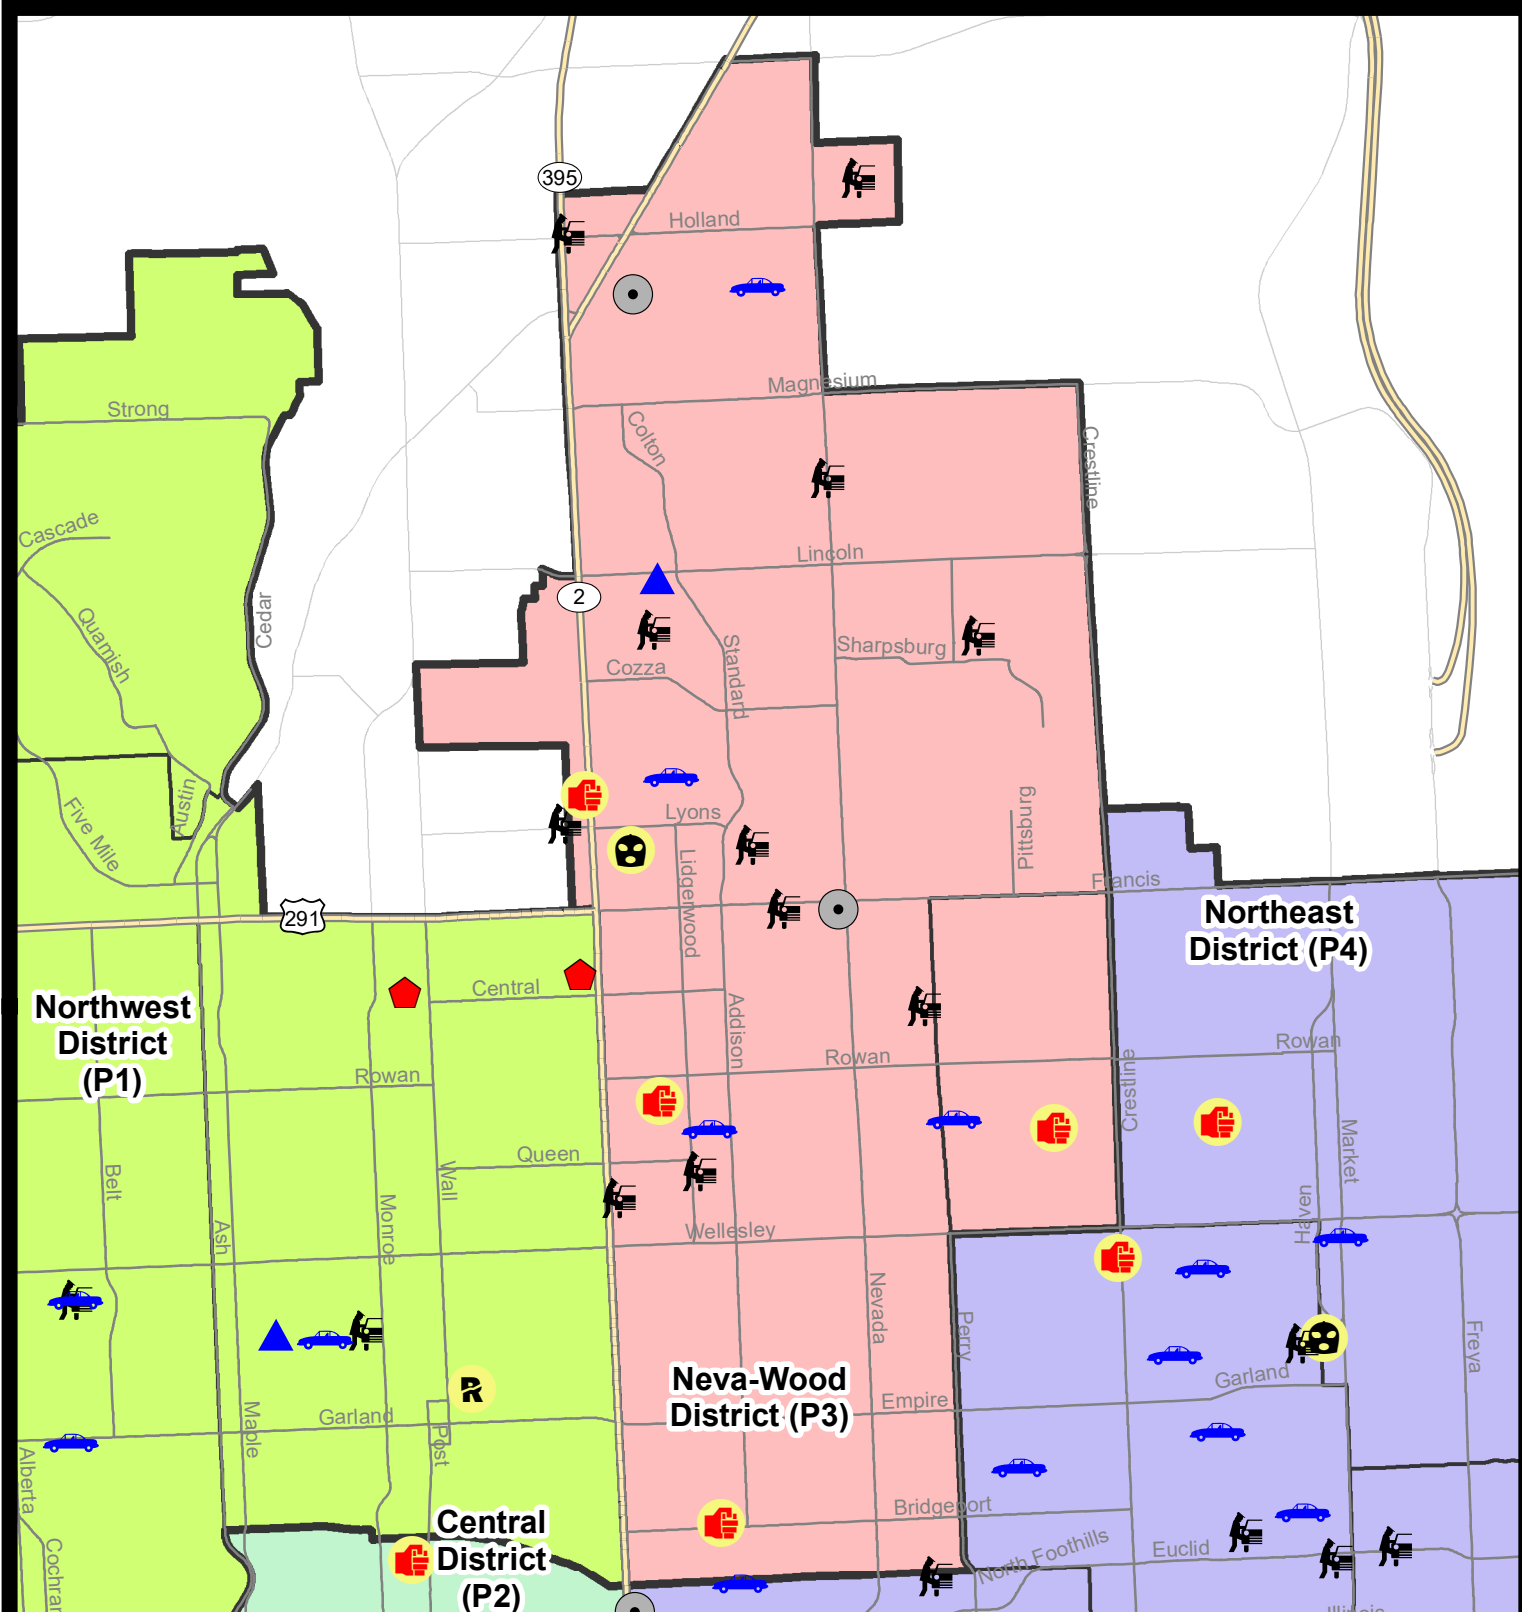 395
Holland
Magnesium
Strong
Colton
Crestline
Cascade
Lincoln
2
Cedar
Quamish
Standard
Sharpsburg
Cozza
Lyons
Pittsburg
Austin
Five Mile
Lidgerwood
Francis
291
Northeast
District (P4)
Northwest
District
(P1)
Central
Addison
Rowan
Rowan
Rowan
Crestline
Market
Queen
Belt
Wall
Monroe
Ash
Haven
Wellesley
Nevada
Perry
Freya
Neva-Wood
District (P3)
Garland
Empire
Garland
Maple
Post
Alberta
Bridgeport
Central
District
(P2)
North Foothills
Euclid
Cochran